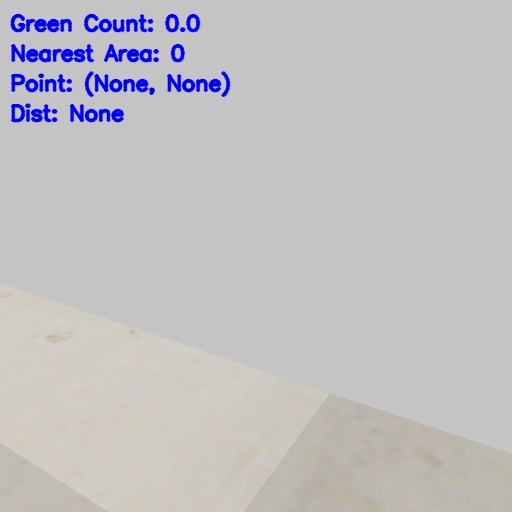 Green Count: 0.0
Nearest Area: 0
Point: (None, None)
Dist: None